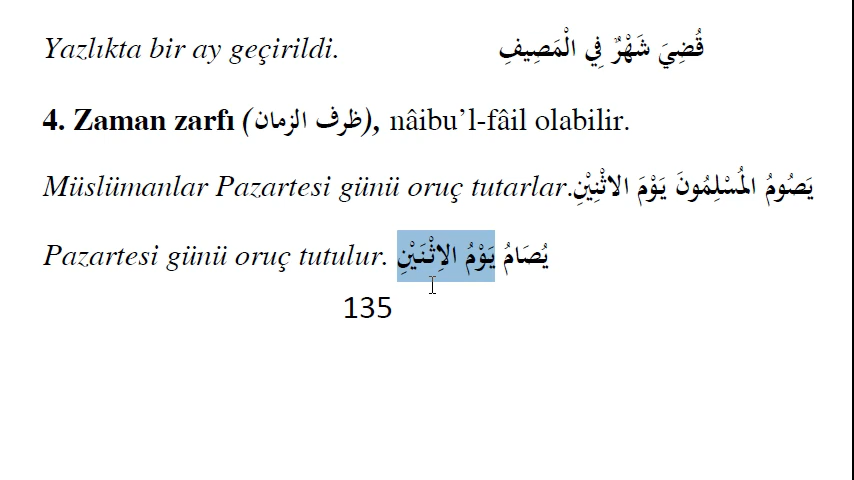 Yazlıkta bir ay geçirildi. قُضِيَ شَهْرٌ فِي الْمَصِيفِ
4. Zaman zarfı (ظرف الزمان), nâibu’l-fâil olabilir.
Müslümanlar Pazartesi günü oruç tutarlar. يَصُومُ الْمُسْلِمُونَ يَوْمَ الاثْنِيْنِ
Pazartesi günü oruç tutulur. يُصَامُ يَوْمُ الاِثْنَيْنِ
135